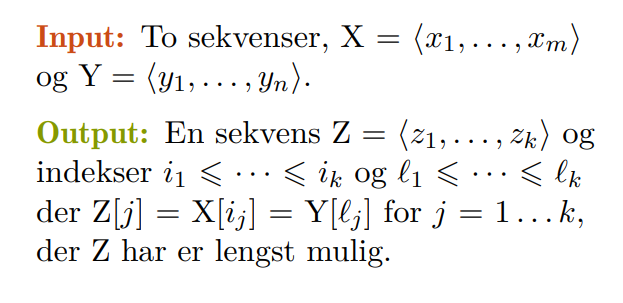 Input: To sekvenser, X = ⟨x₁, . . . , xₘ⟩
og Y = ⟨y₁, . . . , yₙ⟩.
Output: En sekvens Z = ⟨z₁, . . . , zₖ⟩ og
indekser i₁ ⩽ · · · ⩽ iₖ og ℓ₁ ⩽ · · · ⩽ ℓₖ
der Z[j] = X[iⱼ] = Y[ℓⱼ] for j = 1 . . . k,
der Z har er lengst mulig.